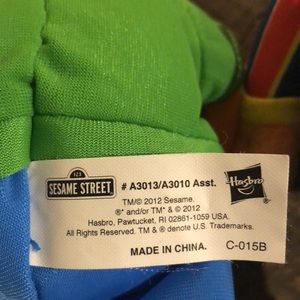 123
SESAME STREET
# A3013/A3010 Asst.
Hasbro
TM/© 2012 Sesame.
®* and/or TM* & © 2012
Hasbro, Pawtucket, RI 02861-1059 USA.
All Rights Reserved. TM & ® denote U.S. Trademarks.
MADE IN CHINA.
C-015B